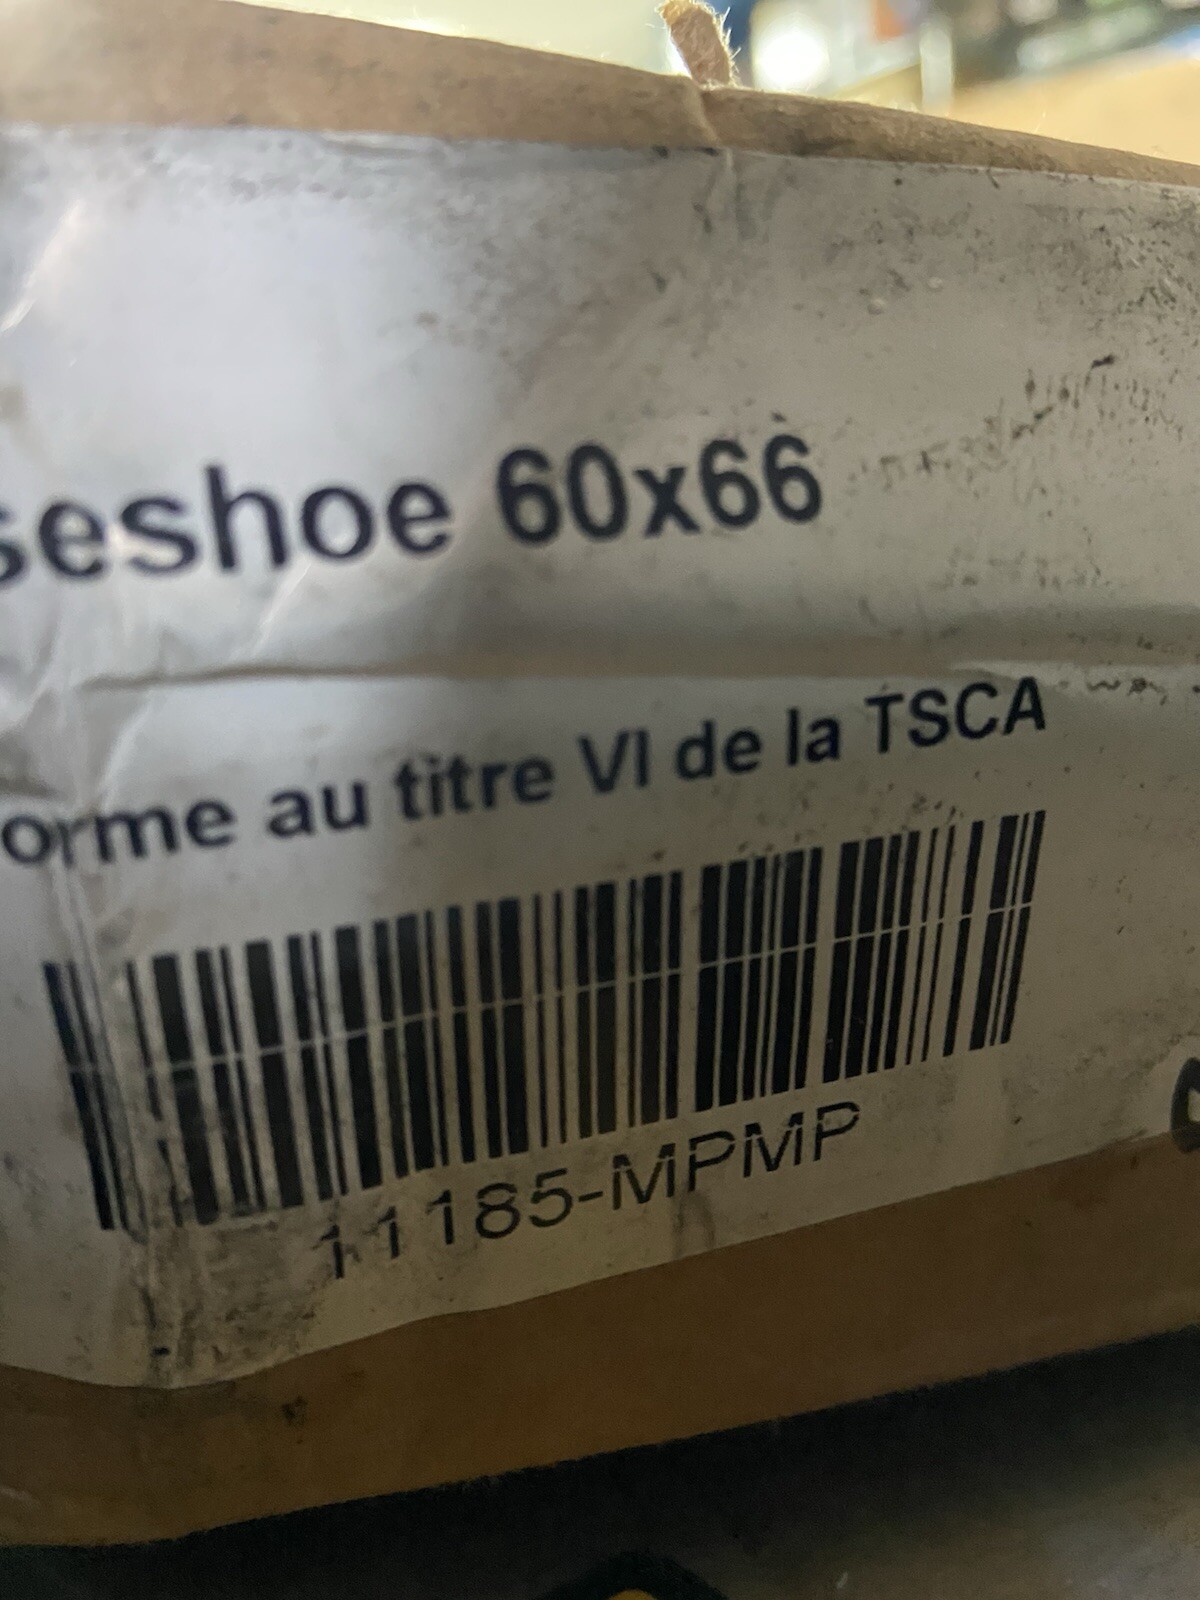 seshoe 60x66
orme au titre VI de la TSCA
11185-MPMP